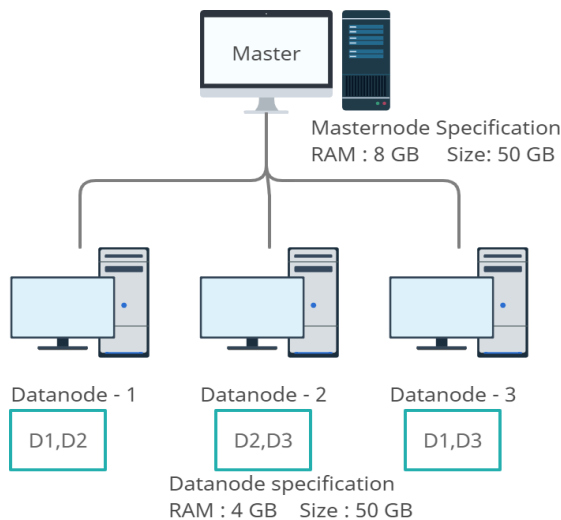 Master
Masternode Specification
RAM : 8 GB Size: 50 GB
Datanode - 1
Datanode - 2
Datanode - 3
D1,D2
D2,D3
D1,D3
Datanode specification
RAM : 4 GB Size : 50 GB